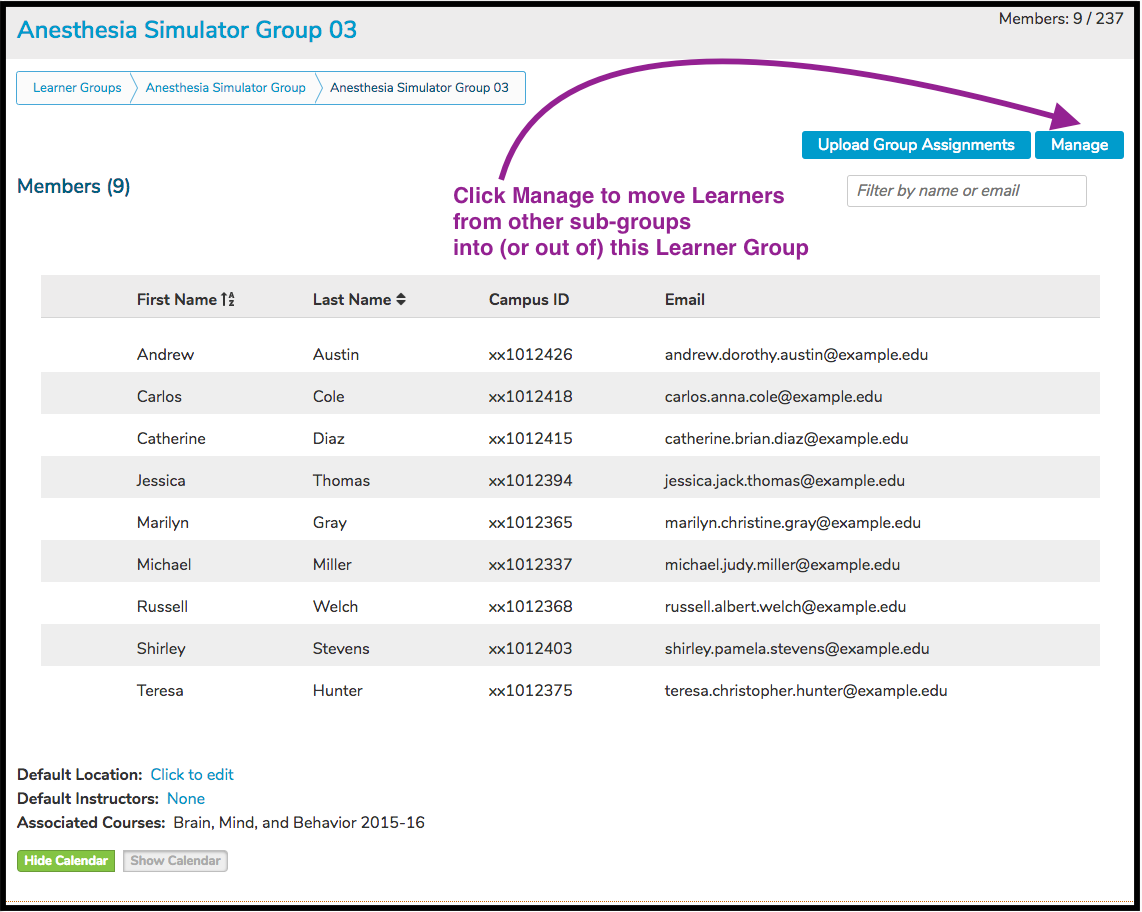 Anesthesia Simulator Group 03
Members: 9 / 237
Learner Groups
Anesthesia Simulator Group
Anesthesia Simulator Group 03
Upload Group Assignments
Manage
Members (9)
Filter by name or email
Click Manage to move Learners
from other sub-groups
into (or out of) this Learner Group
First Name Last Name Campus ID Email
Andrew Austin xx1012426 andrew.dorothy.austin@example.edu
Carlos Cole xx1012418 carlos.anna.cole@example.edu
Catherine Diaz xx1012415 catherine.brian.diaz@example.edu
Jessica Thomas xx1012394 jessica.jack.thomas@example.edu
Marilyn Gray xx1012365 marilyn.christine.gray@example.edu
Michael Miller xx1012337 michael.judy.miller@example.edu
Russell Welch xx1012368 russell.albert.welch@example.edu
Shirley Stevens xx1012403 shirley.pamela.stevens@example.edu
Teresa Hunter xx1012375 teresa.christopher.hunter@example.edu
Default Location: Click to edit
Default Instructors: None
Associated Courses: Brain, Mind, and Behavior 2015-16
Hide Calendar Show Calendar